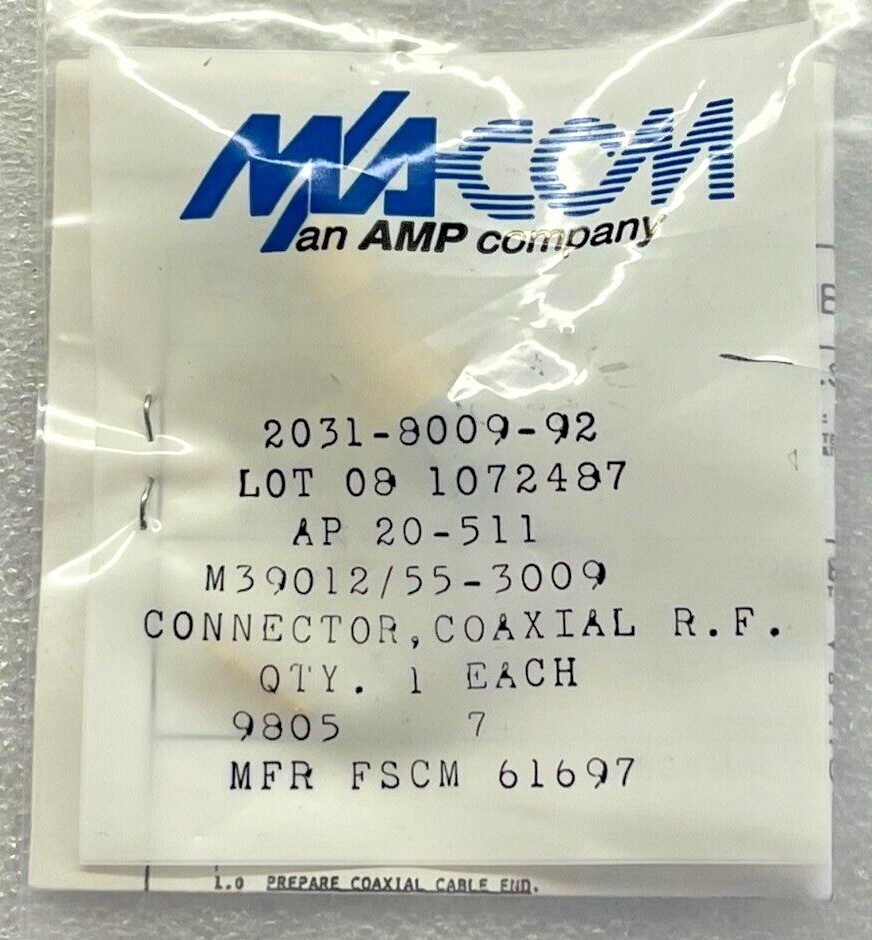 M/A-COM
an AMP company
2031-8009-92
LOT 08 1072487
AP 20-511
M39012/55-3009
CONNECTOR, COAXIAL R.F.
QTY. 1 EACH
9805 7
MFR FSCM 61697
1.0 PREPARE COAXIAL CABLE END.
B